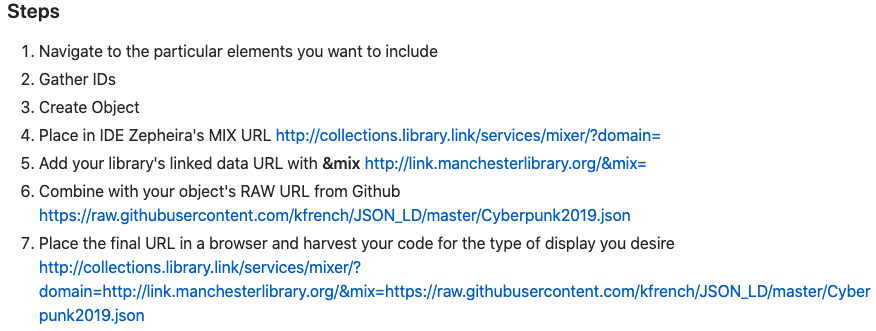 Steps
1. Navigate to the particular elements you want to include
2. Gather IDs
3. Create Object
4. Place in IDE Zepheira's MIX URL http://collections.library.link/services/mixer/?domain=
5. Add your library's linked data URL with &mix http://link.manchesterlibrary.org/&mix=
6. Combine with your object's RAW URL from Github
https://raw.githubusercontent.com/kfrench/JSON_LD/master/Cyberpunk2019.json
7. Place the final URL in a browser and harvest your code for the type of display you desire
http://collections.library.link/services/mixer/?
domain=http://link.manchesterlibrary.org/&mix=https://raw.githubusercontent.com/kfrench/JSON_LD/master/Cyber
punk2019.json